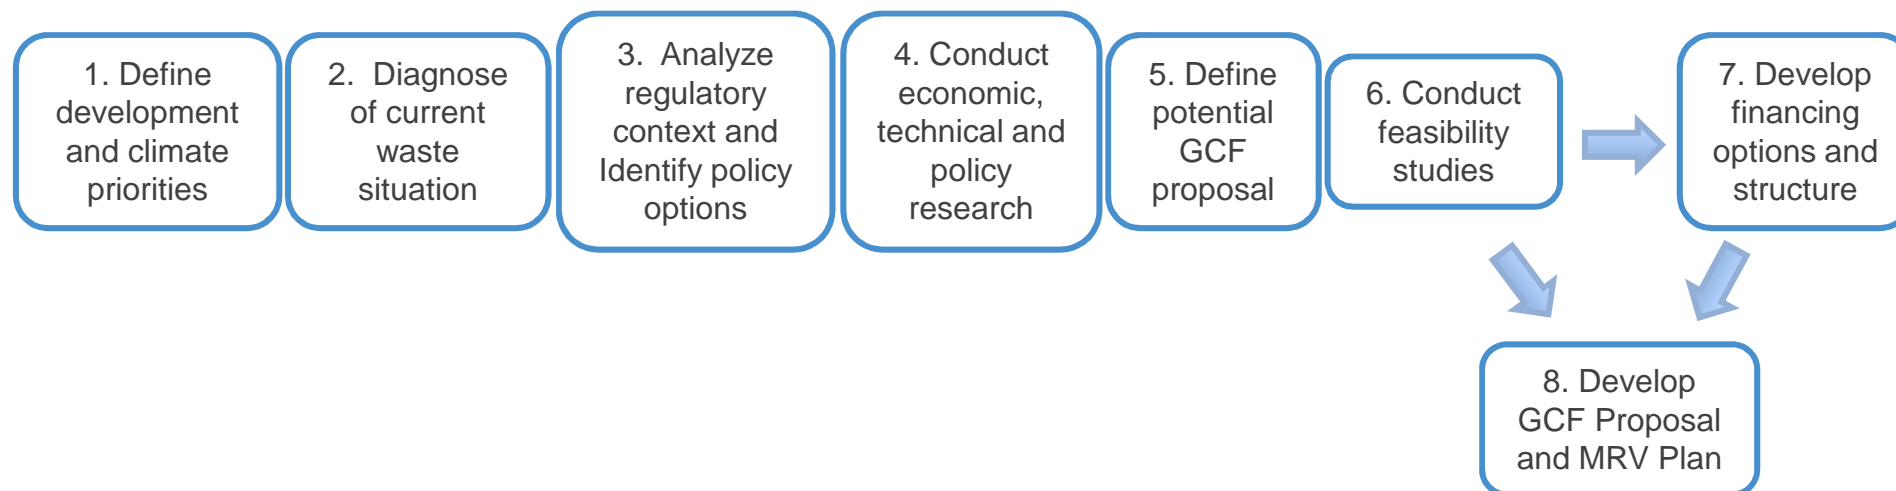 1. Define
development
and climate
priorities
2.  Diagnose
of current
waste
situation
3.  Analyze
regulatory
context and
Identify policy
options
4. Conduct
economic,
technical and
policy
research
5. Define
potential
GCF
proposal
6. Conduct
feasibility
studies
7. Develop
financing
options and
structure
8. Develop
GCF Proposal
and MRV Plan